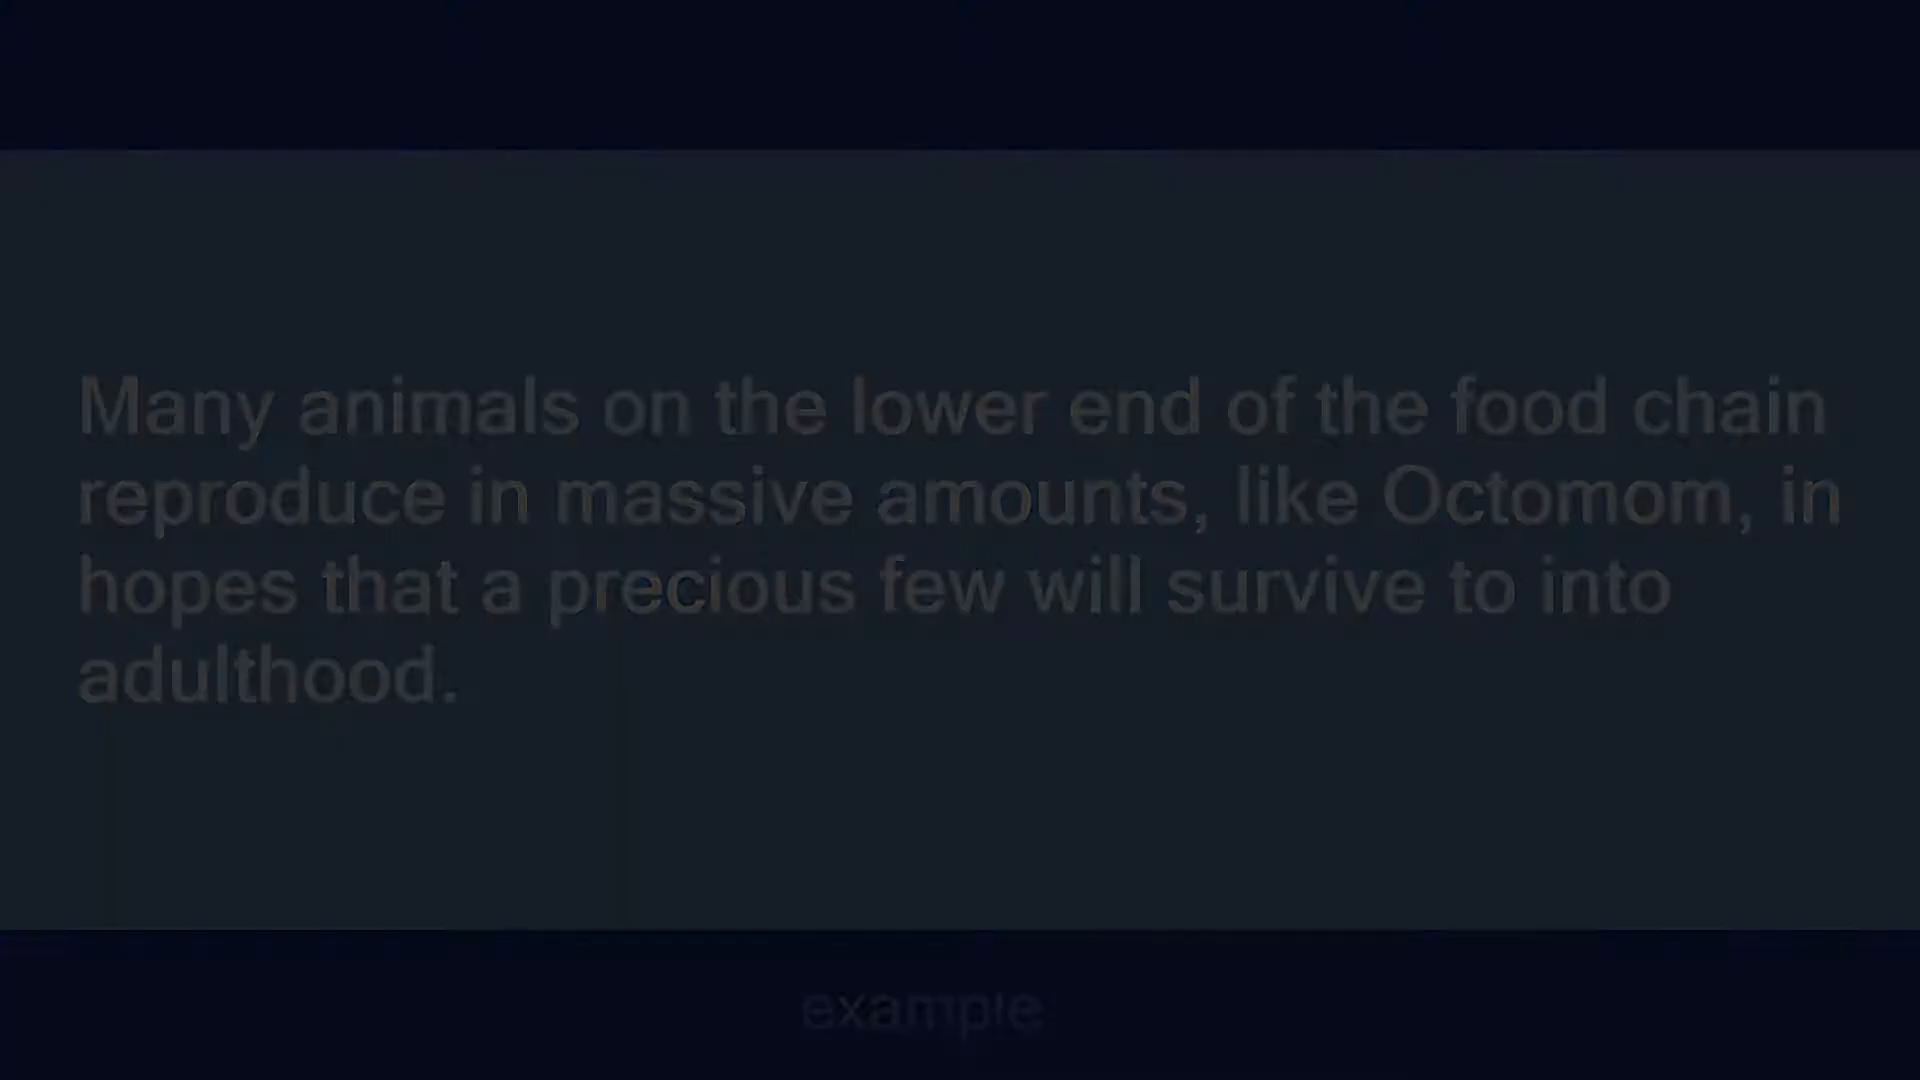 Many animals on the lower end of the food chain
reproduce in massive amounts, like Octomom, in
hopes that a precious few will survive to into
adulthood.
example